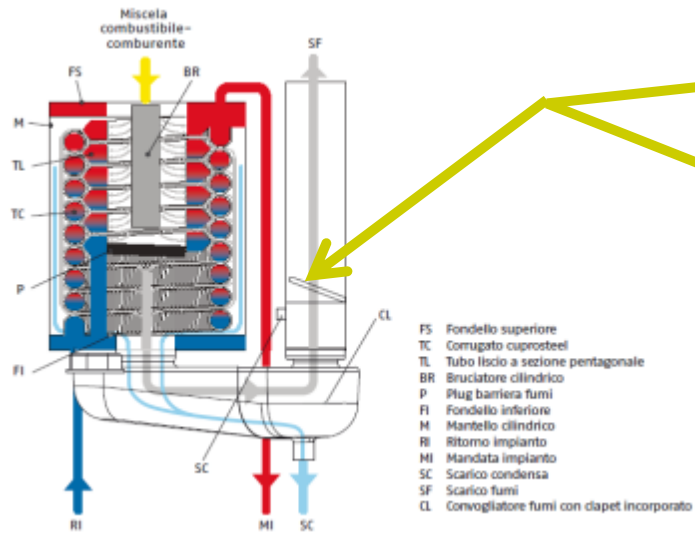 Miscela
combustibile-
comburente
SF
FS
BR
M
TL
TC
P
CL
FI
SC
RI
MI
SC
FS Fondello superiore
TC Corrugato cuprosteel
TL Tubo liscio a sezione pentagonale
BR Bruciatore cilindrico
P Plug barriera fumi
FI Fondello inferiore
M Mantello cilindrico
RI Ritorno impianto
MI Mandata impianto
SC Scarico condensa
SF Scarico fumi
CL Convogliatore fumi con clapet incorporato